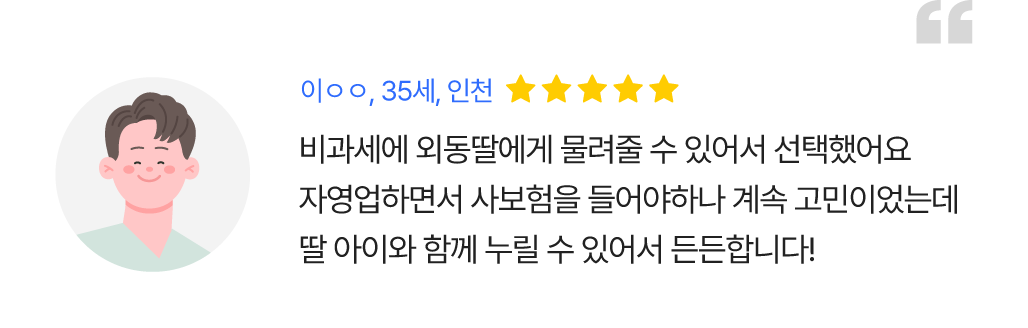 이ㅇㅇ, 35세, 인천
비과세에 외동딸에게 물려줄 수 있어서 선택했어요
자영업하면서 사보험을 들어야하나 계속 고민이었는데
딸 아이와 함께 누릴 수 있어서 든든합니다!